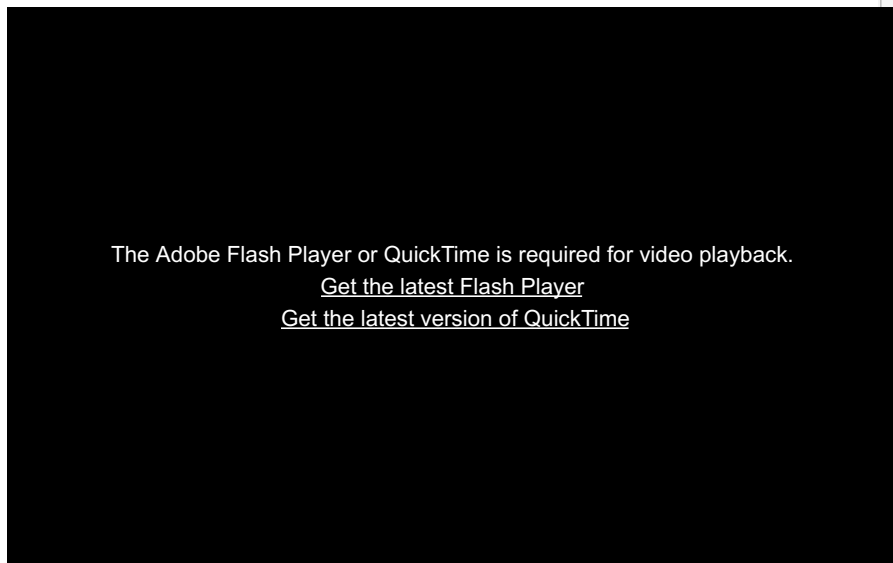 The Adobe Flash Player or QuickTime is required for video playback.
Get the latest Flash Player
Get the latest version of QuickTime